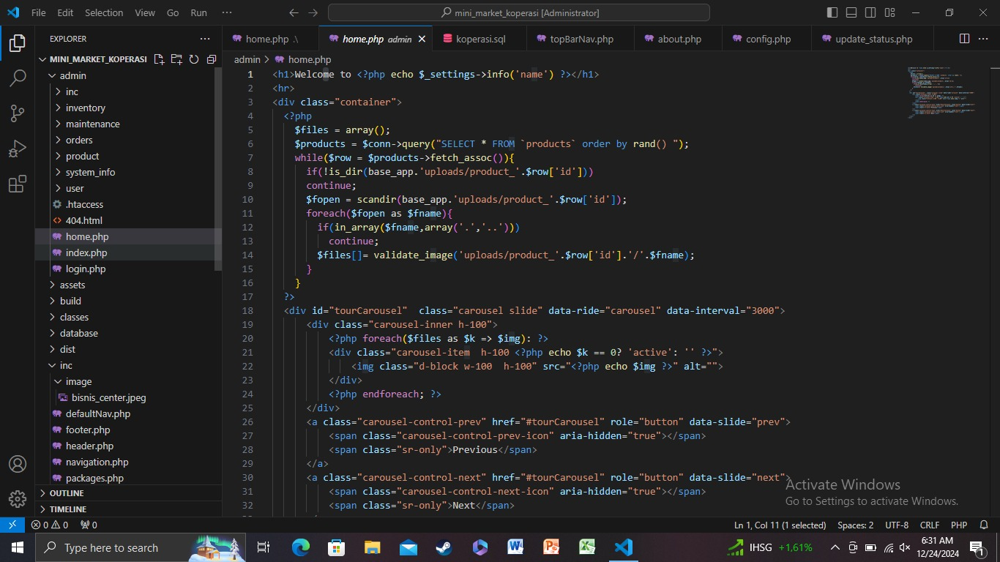 File Edit Selection View Go Run ··· mini_market_koperasi [Administrator]
EXPLORER ···
MINI_MARKET_KOPERASI
admin
inc
inventory
maintenance
orders
product
system_info
user
.htaccess
404.html
home.php
index.php
login.php
assets
build
classes
database
dist
inc
image
bisnis_center.jpeg
defaultNav.php
footer.php
header.php
navigation.php
packages.php
OUTLINE
TIMELINE
home.php .\ home.php admin koperasi.sql topBarNav.php about.php config.php update_status.php ···
admin > home.php
1 <h1>Welcome to <?php echo $_settings->info('name') ?></h1>
2 <hr>
3 <div class="container">
4 <?php
5 $files = array();
6 $products = $conn->query("SELECT * FROM `products` order by rand() ");
7 while($row = $products->fetch_assoc()){
8 if(!is_dir(base_app.'uploads/product_'.$row['id']))
9 continue;
10 $fopen = scandir(base_app.'uploads/product_'.$row['id']);
11 foreach($fopen as $fname){
12 if(in_array($fname,array('.','..')))
13 continue;
14 $files[]= validate_image('uploads/product_'.$row['id'].'/'.$fname);
15 }
16 }
17 ?>
18 <div id="tourCarousel"  class="carousel slide" data-ride="carousel" data-interval="3000">
19 <div class="carousel-inner h-100">
20 <?php foreach($files as $k => $img): ?>
21 <div class="carousel-item  h-100 <?php echo $k == 0? 'active': '' ?>">
22 <img class="d-block w-100  h-100" src="<?php echo $img ?>" alt="">
23 </div>
24 <?php endforeach; ?>
25 </div>
26 <a class="carousel-control-prev" href="#tourCarousel" role="button" data-slide="prev">
27 <span class="carousel-control-prev-icon" aria-hidden="true"></span>
28 <span class="sr-only">Previous</span>
29 </a>
30 <a class="carousel-control-next" href="#tourCarousel" role="button" data-slide="next">
31 <span class="carousel-control-next-icon" aria-hidden="true"></span>
32 <span class="sr-only">Next</span>
Activate Windows
Go to Settings to activate Windows.
0 0 0 Ln 1, Col 11 (1 selected) Spaces: 2 UTF-8 CRLF PHP
Type here to search IHSG +1,61% 6:31 AM
12/24/2024 1